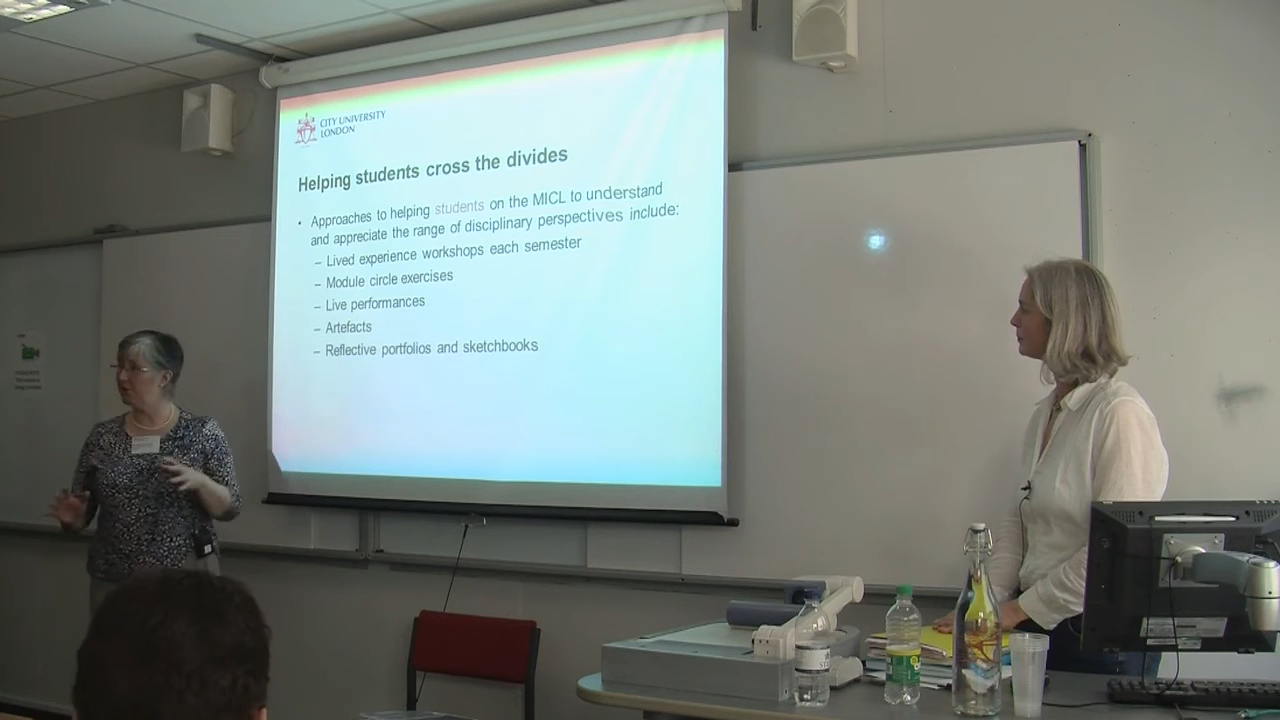 CITY UNIVERSITY
LONDON
Helping students cross the divides
• Approaches to helping students on the MICL to understand
and appreciate the range of disciplinary perspectives include:
– Lived experience workshops each semester
– Module circle exercises
– Live performances
– Artefacts
– Reflective portfolios and sketchbooks